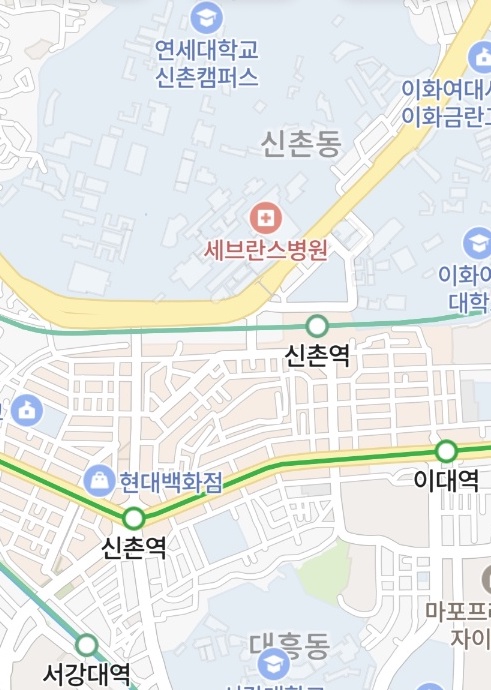 연세대학교
신촌캠퍼스
이화여대
이화금란
신촌동
세브란스병원
이화여
대학
신촌역
현대백화점
이대역
신촌역
마포프
자이
대흥동
서강대역